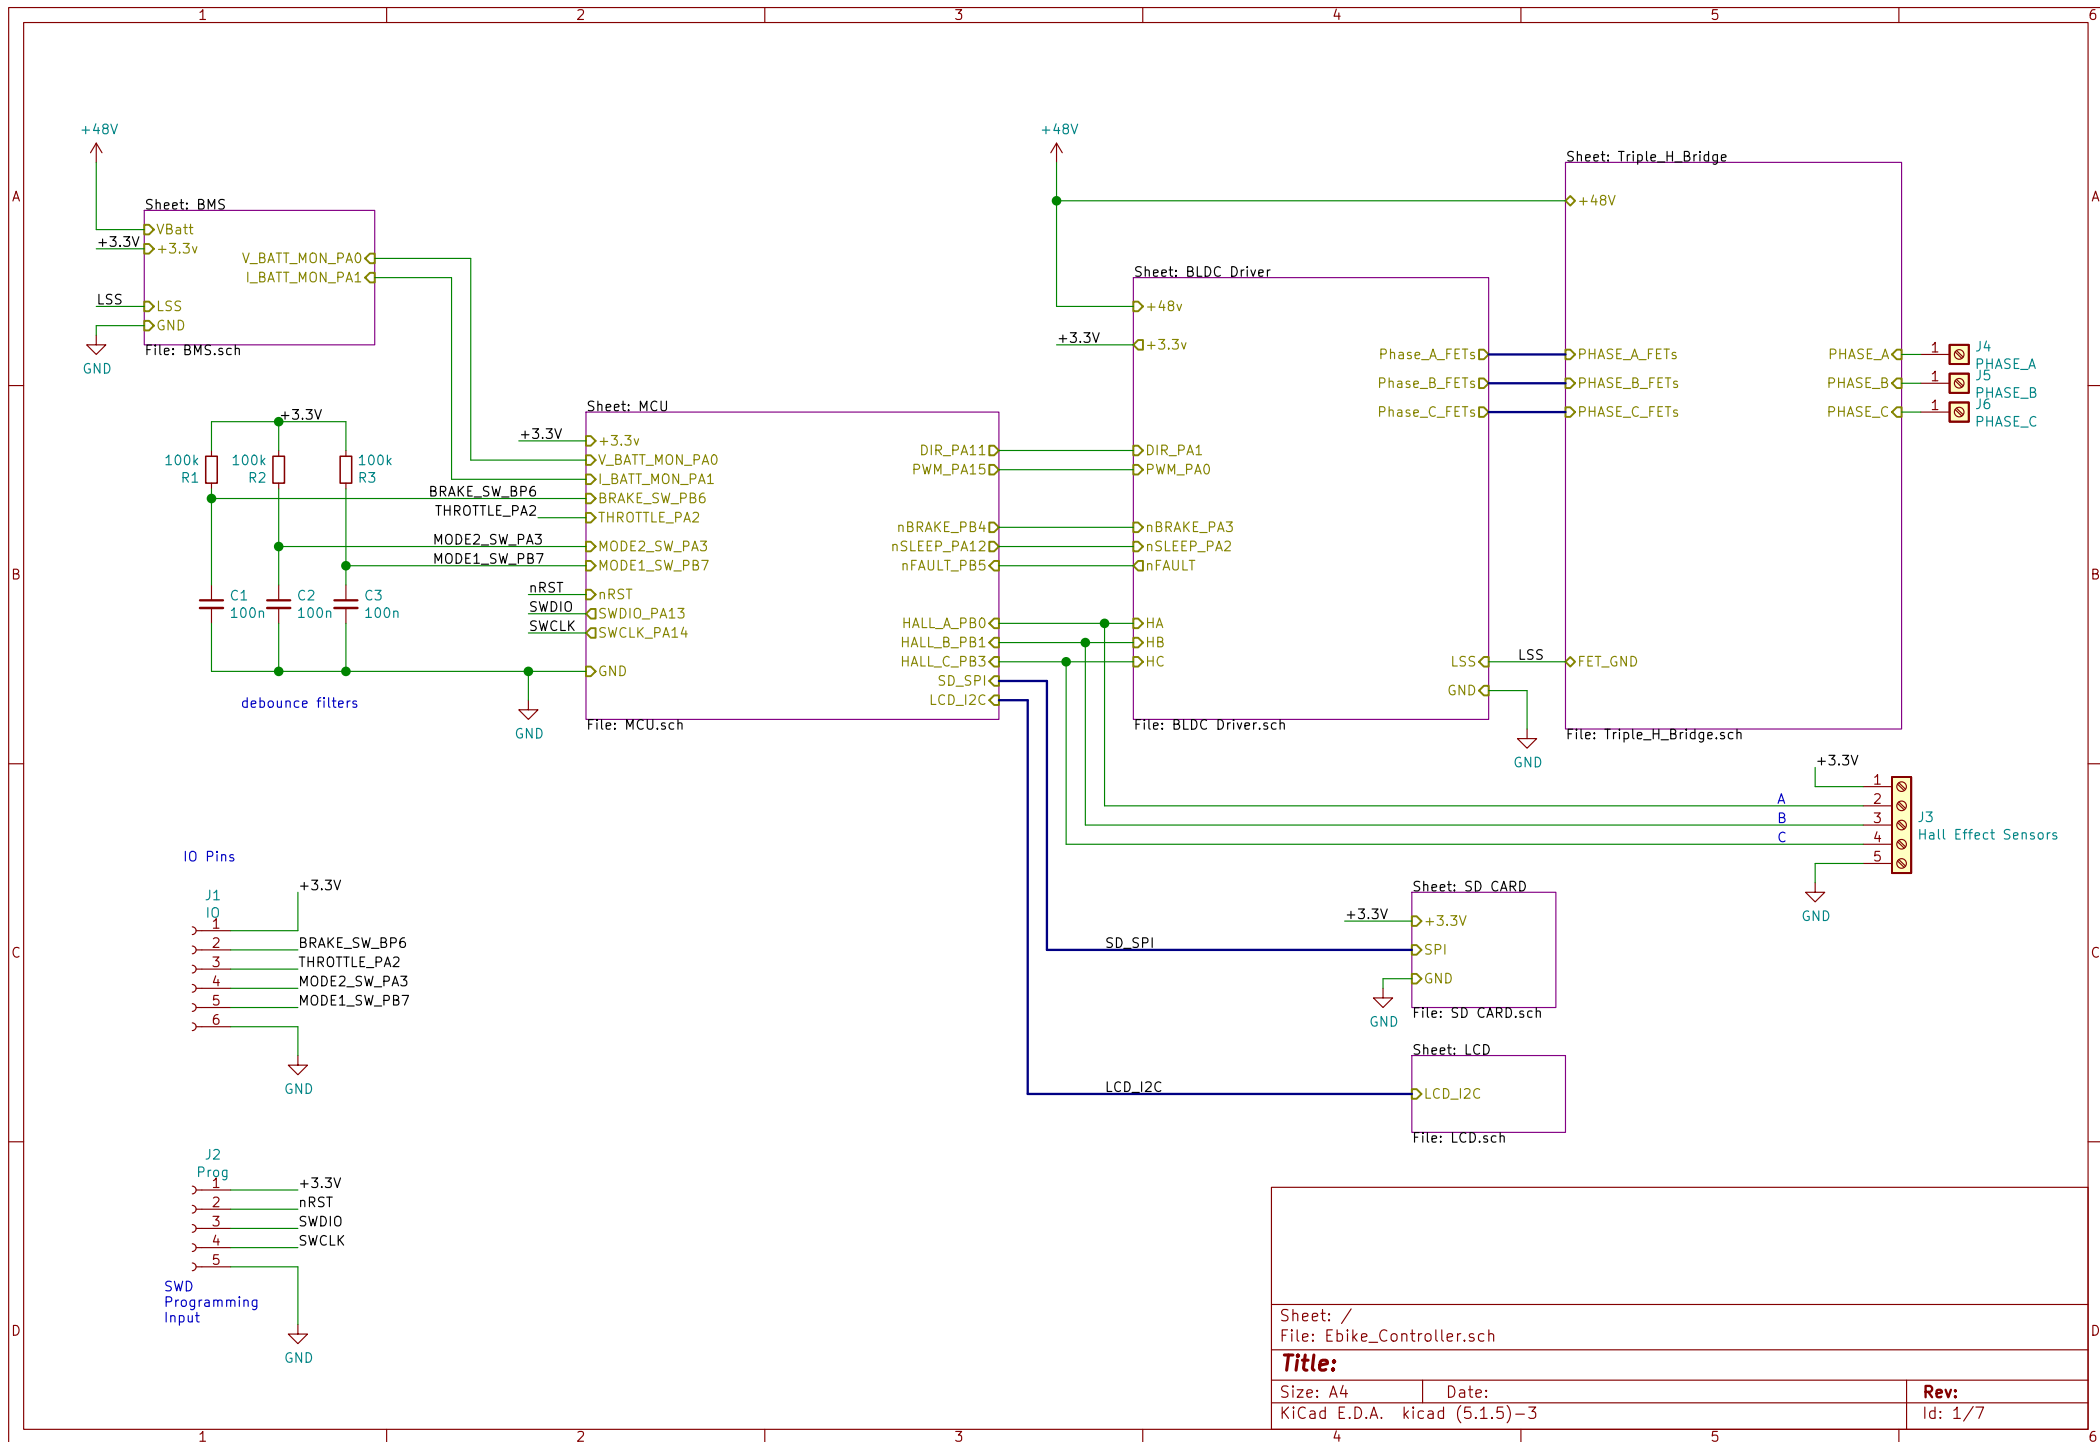 1 2 3 4 5 6
A
B
C
D
A
B
C
D
1 2 3 4 5 6
+48V
Sheet: BMS
VBatt
+3.3V
+3.3v
V_BATT_MON_PA0
I_BATT_MON_PA1
LSS
LSS
GND
File: BMS.sch
GND
+3.3V
100k
R1
100k
R2
100k
R3
BRAKE_SW_BP6
THROTTLE_PA2
MODE2_SW_PA3
MODE1_SW_PB7
C1
100n
C2
100n
C3
100n
debounce filters
GND
nRST
SWDIO
SWCLK
+3.3V
Sheet: MCU
+3.3v
V_BATT_MON_PA0
I_BATT_MON_PA1
BRAKE_SW_PB6
THROTTLE_PA2
MODE2_SW_PA3
MODE1_SW_PB7
nRST
SWDIO_PA13
SWCLK_PA14
GND
DIR_PA11
PWM_PA15
nBRAKE_PB4
nSLEEP_PA12
nFAULT_PB5
HALL_A_PB0
HALL_B_PB1
HALL_C_PB3
SD_SPI
LCD_I2C
File: MCU.sch
+48V
+3.3V
Sheet: BLDC Driver
+48v
+3.3v
Phase_A_FETs
Phase_B_FETs
Phase_C_FETs
DIR_PA1
PWM_PA0
nBRAKE_PA3
nSLEEP_PA2
nFAULT
HA
HB
HC
LSS
GND
File: BLDC Driver.sch
LSS
GND
Sheet: Triple_H_Bridge
+48V
PHASE_A_FETs
PHASE_B_FETs
PHASE_C_FETs
PHASE_A
PHASE_B
PHASE_C
FET_GND
File: Triple_H_Bridge.sch
1
J4
PHASE_A
1
J5
PHASE_B
1
J6
PHASE_C
+3.3V
1
A 2
B 3
C 4
5
J3
Hall Effect Sensors
GND
Sheet: SD CARD
+3.3V
+3.3V
SD_SPI
SPI
GND
GND
File: SD CARD.sch
Sheet: LCD
LCD_I2C
LCD_I2C
File: LCD.sch
IO Pins
J1
IO
1 +3.3V
2 BRAKE_SW_BP6
3 THROTTLE_PA2
4 MODE2_SW_PA3
5 MODE1_SW_PB7
6
GND
J2
Prog
1 +3.3V
2 nRST
3 SWDIO
4 SWCLK
5
SWD
Programming
Input
GND
Sheet: /
File: Ebike_Controller.sch
Title:
Size: A4 Date: Rev:
KiCad E.D.A. kicad (5.1.5)-3 Id: 1/7